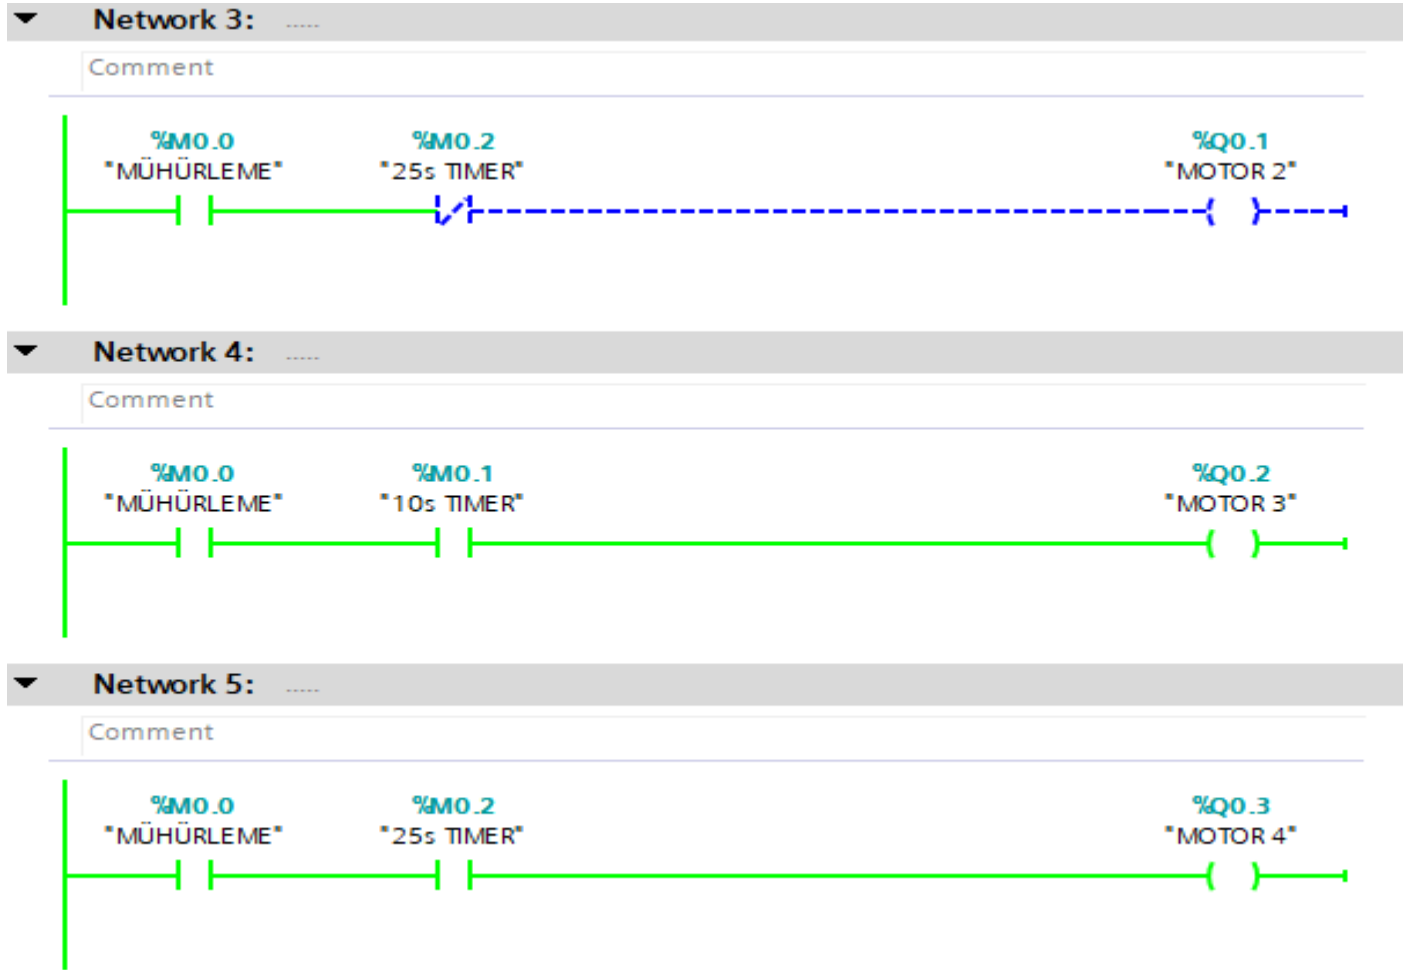 Network 3: .....
Comment
%M0.0 %M0.2 %Q0.1
"MÜHÜRLEME" "25s TIMER" "MOTOR 2"
Network 4: .....
Comment
%M0.0 %M0.1 %Q0.2
"MÜHÜRLEME" "10s TIMER" "MOTOR 3"
Network 5: .....
Comment
%M0.0 %M0.2 %Q0.3
"MÜHÜRLEME" "25s TIMER" "MOTOR 4"